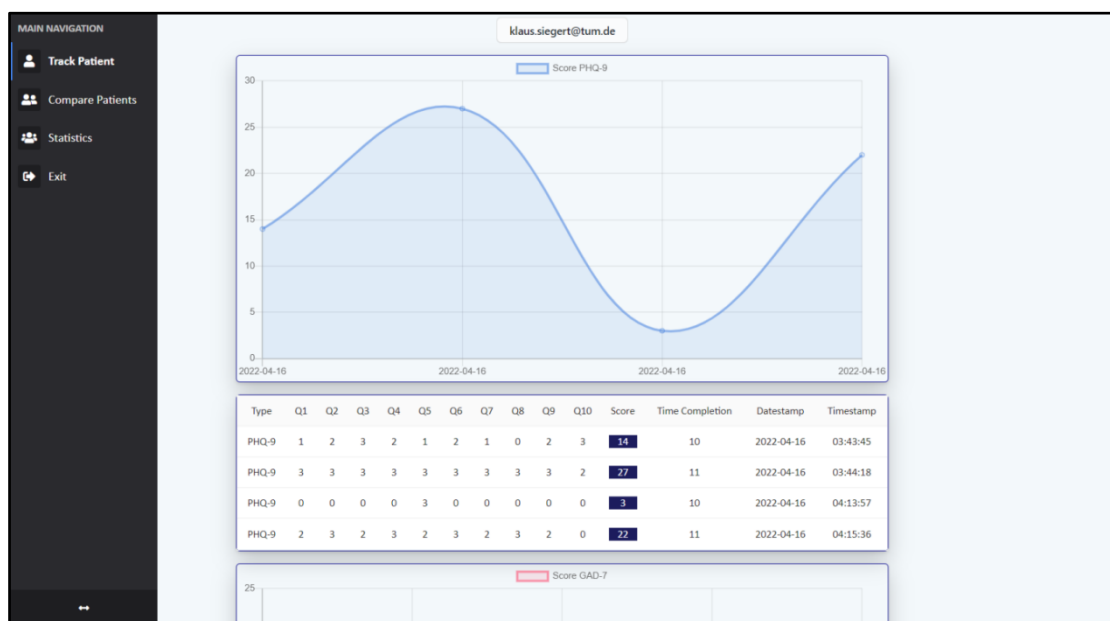 MAIN NAVIGATION
Track Patient
Compare Patients
Statistics
Exit
klaus.siegert@tum.de
Score PHQ-9
30
25
20
15
10
5
0
2022-04-16 2022-04-16 2022-04-16 2022-04-16
Type Q1 Q2 Q3 Q4 Q5 Q6 Q7 Q8 Q9 Q10 Score Time Completion Datestamp Timestamp
PHQ-9 1 2 3 2 1 2 1 0 2 3 14 10 2022-04-16 03:43:45
PHQ-9 3 3 3 3 3 3 3 3 3 2 27 11 2022-04-16 03:44:18
PHQ-9 0 0 0 0 3 0 0 0 0 0 3 10 2022-04-16 04:13:57
PHQ-9 2 3 2 3 2 3 2 3 2 0 22 11 2022-04-16 04:15:36
Score GAD-7
25